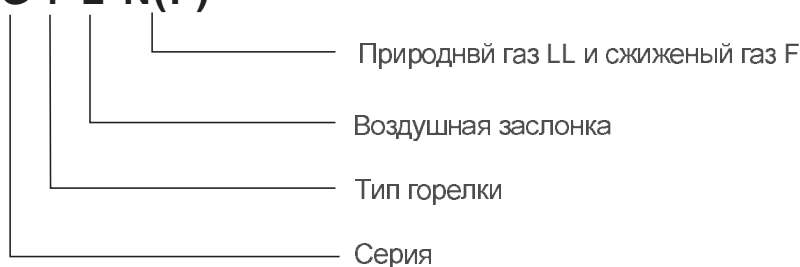 Природнвй газ LL и сжиженый газ F
Воздушная заслонка
Тип горелки
Серия